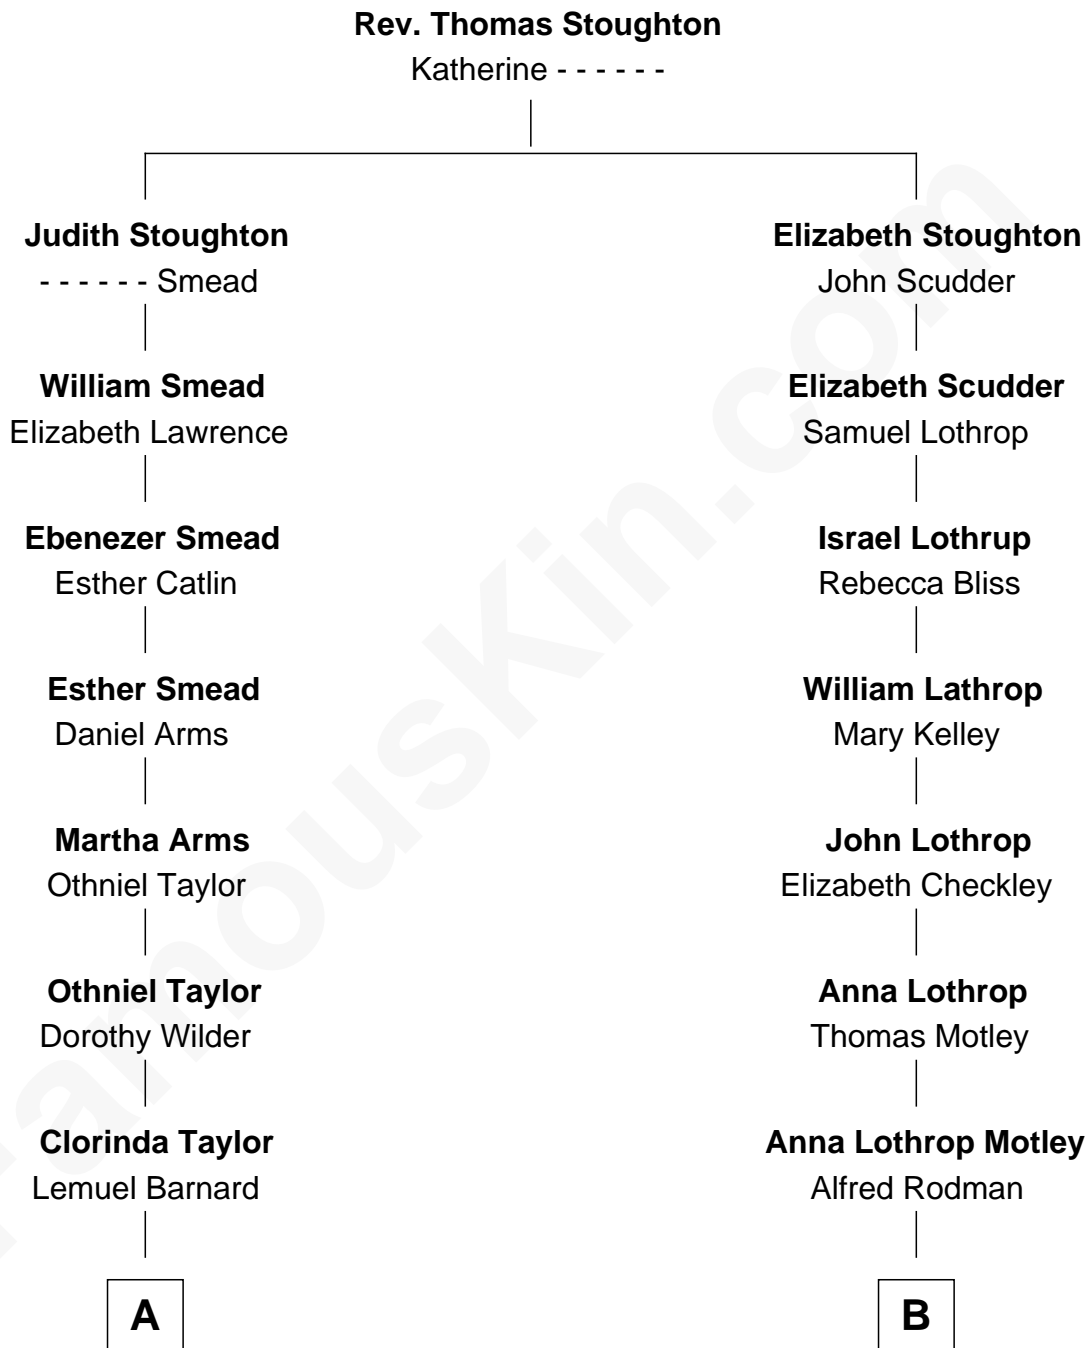 Rev. Thomas Stoughton
Katherine - - - - - -
Judith Stoughton
- - - - - - Smead
William Smead
Elizabeth Lawrence
Ebenezer Smead
Esther Catlin
Esther Smead
Daniel Arms
Martha Arms
Othniel Taylor
Othniel Taylor
Dorothy Wilder
Clorinda Taylor
Lemuel Barnard
A
Elizabeth Stoughton
John Scudder
Elizabeth Scudder
Samuel Lothrop
Israel Lothrup
Rebecca Bliss
William Lathrop
Mary Kelley
John Lothrop
Elizabeth Checkley
Anna Lothrop
Thomas Motley
Anna Lothrop Motley
Alfred Rodman
B
FamousKin.com